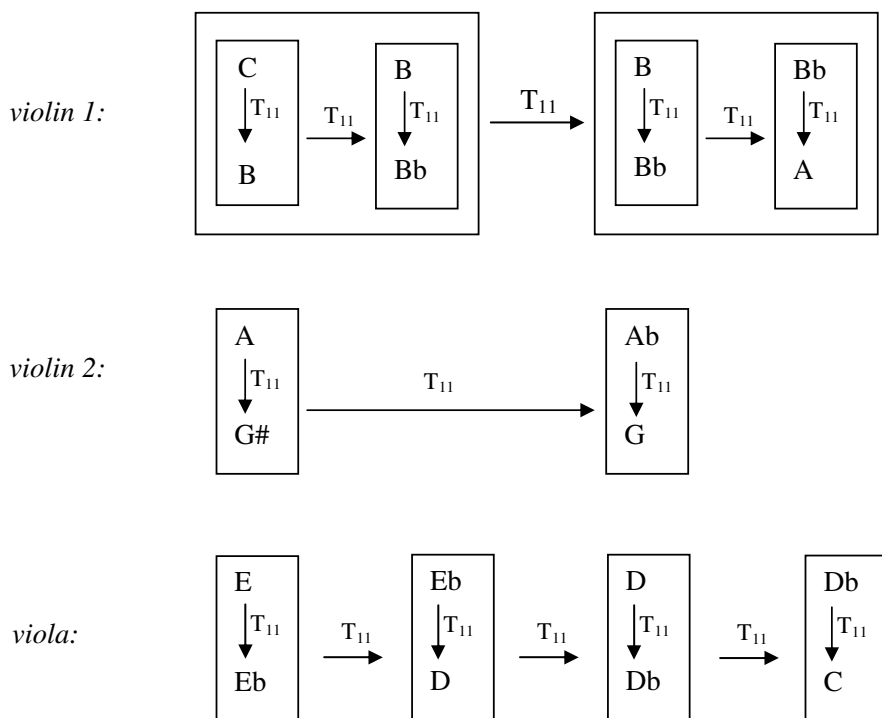 C B B Bb
violin 1: T₁₁ T₁₁ T₁₁ T₁₁ T₁₁ T₁₁ T₁₁
B Bb Bb A
A Ab
violin 2: T₁₁ T₁₁ T₁₁
G# G
E Eb D Db
viola: T₁₁ T₁₁ T₁₁ T₁₁ T₁₁ T₁₁ T₁₁
Eb D Db C